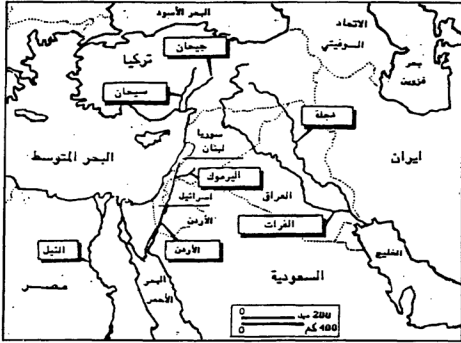 البحر الأسود
الاتحاد
السوفيتي
جيحان
تركيا
بحر
قزوين
سيحان
دجلة
سوريا
لبنان
ايران
البحر المتوسط
اليرموك
العراق
اسرائيل
الأردن
الفرات
النيل
الأردن
الخليج
البحر
الأحمر
السعودية
مصر
0 200 ميل
0 400 كم